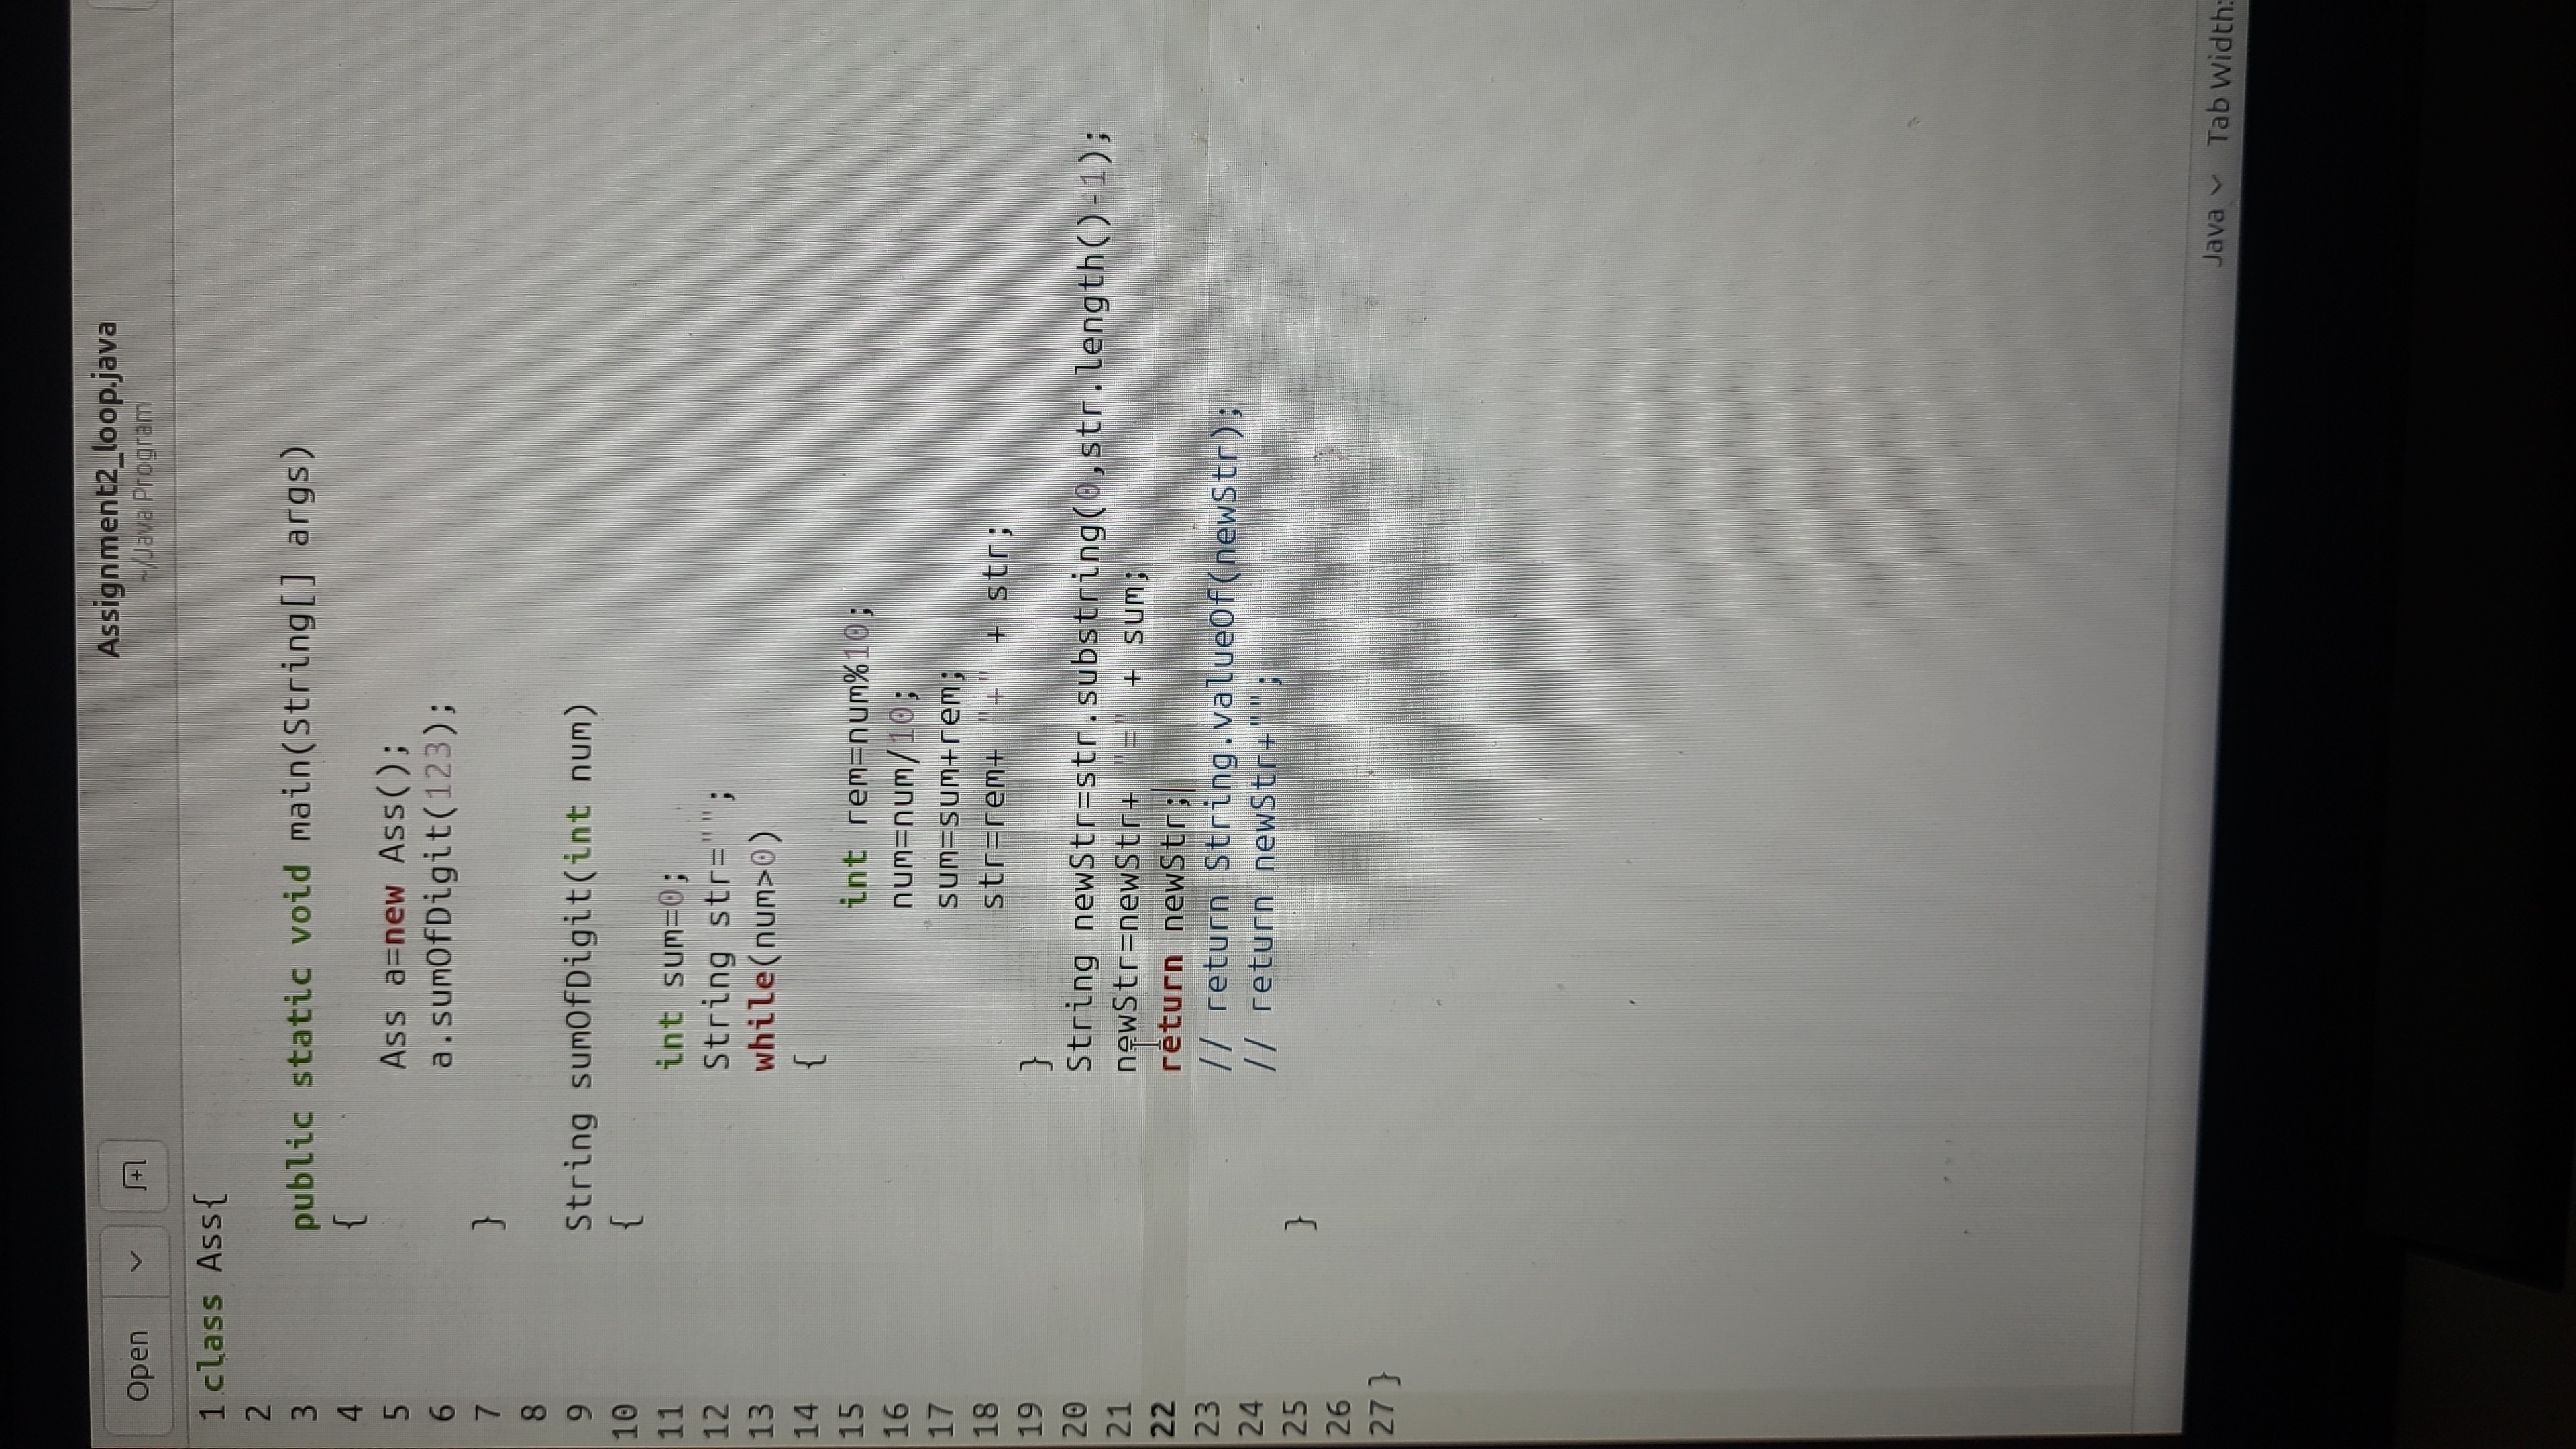 Open
Assignment2_loop.java
~/Java Program
1 class Ass{
2
3 public static void main(String[] args)
4 {
5 Ass a=new Ass();
6 a.sumOfDigit(123);
7 }
8
9 String sumOfDigit(int num)
10 {
11 int sum=0;
12 String str="";
13 while(num>0)
14 {
15 int rem=num%10;
16 num=num/10;
17 sum=sum+rem;
18 str=rem+ "+" + str;
19 }
20 String newStr=str.substring(0,str.length()-1);
21 newStr=newStr+ "=" + sum;
22 return newStr;
23 // return String.valueOf(newStr);
24 // return newStr+"";
25 }
26
27 }
Java Tab Width: